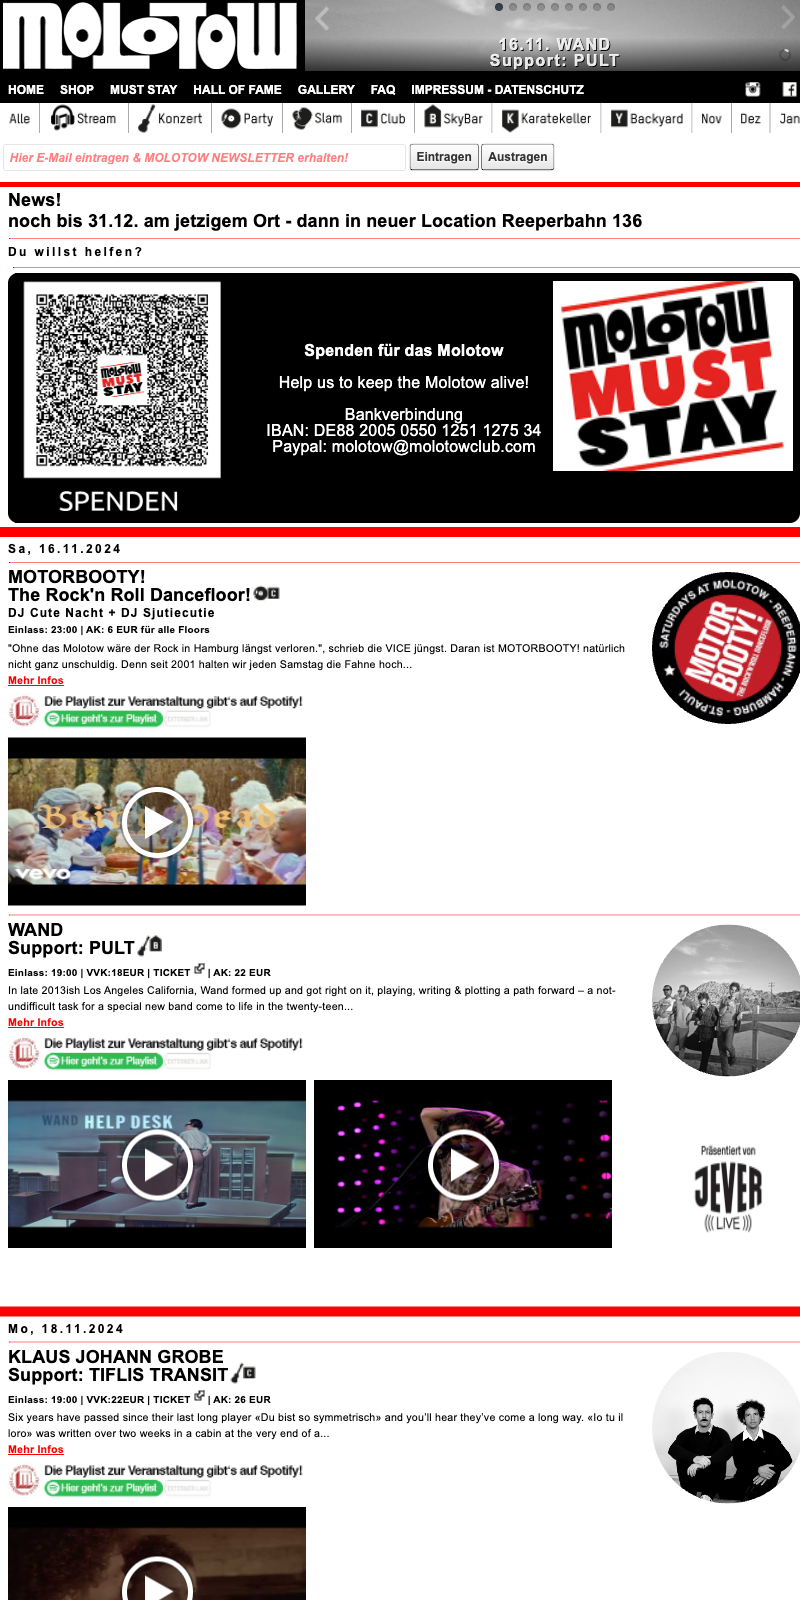 MOLOTOW
16.11. WAND
Support: PULT
HOME SHOP MUST STAY HALL OF FAME GALLERY FAQ IMPRESSUM - DATENSCHUTZ
Alle Stream Konzert Party Slam C Club B SkyBar K Karatekeller Y Backyard Nov Dez Jan
Hier E-Mail eintragen & MOLOTOW NEWSLETTER erhalten! Eintragen Austragen
News!
noch bis 31.12. am jetzigem Ort - dann in neuer Location Reeperbahn 136
Du willst helfen?
MOLOTOW
MUST
STAY
SPENDEN
Spenden für das Molotow
Help us to keep the Molotow alive!
Bankverbindung
IBAN: DE88 2005 0550 1251 1275 34
Paypal: molotow@molotowclub.com
MOLOTOW
MUST
STAY
Sa, 16.11.2024
MOTORBOOTY!
The Rock'n Roll Dancefloor! C
DJ Cute Nacht + DJ Sjutiecutie
Einlass: 23:00 | AK: 6 EUR für alle Floors
"Ohne das Molotow wäre der Rock in Hamburg längst verloren.", schrieb die VICE jüngst. Daran ist MOTORBOOTY! natürlich
nicht ganz unschuldig. Denn seit 2001 halten wir jeden Samstag die Fahne hoch...
Mehr Infos
SATURDAYS AT MOLOTOW - REEPERBAHN - HAMBURG - ST.PAULI
MOTOR
BOOTY!
THE ROCK'N'ROLL DANCEFLOOR
Die Playlist zur Veranstaltung gibt's auf Spotify!
Hier geht's zur Playlist EXTERNER LINK
Being Dead
vevo
WAND
Support: PULT B
Einlass: 19:00 | VVK:18EUR | TICKET | AK: 22 EUR
In late 2013ish Los Angeles California, Wand formed up and got right on it, playing, writing & plotting a path forward – a not-
undifficult task for a special new band come to life in the twenty-teen...
Mehr Infos
Die Playlist zur Veranstaltung gibt's auf Spotify!
Hier geht's zur Playlist EXTERNER LINK
WAND HELP DESK
Präsentiert von
JEVER
(((LIVE)))
Mo, 18.11.2024
KLAUS JOHANN GROBE
Support: TIFLIS TRANSIT C
Einlass: 19:00 | VVK:22EUR | TICKET | AK: 26 EUR
Six years have passed since their last long player «Du bist so symmetrisch» and you'll hear they've come a long way. «Io tu il
loro» was written over two weeks in a cabin at the very end of a...
Mehr Infos
Die Playlist zur Veranstaltung gibt's auf Spotify!
Hier geht's zur Playlist EXTERNER LINK